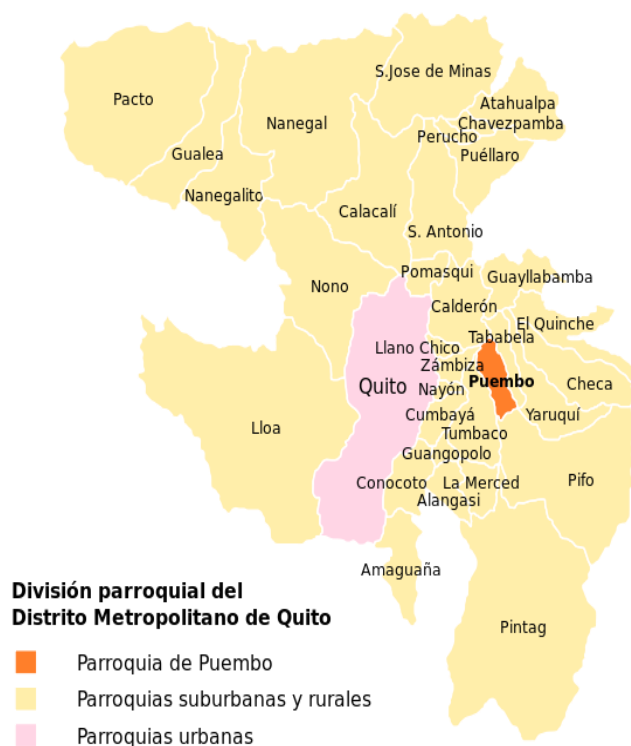 S.Jose de Minas
Pacto
Atahualpa
Nanegal
Chavezpamba
Perucho
Gualea
Puéllaro
Nanegalito
Calacalí
S. Antonio
Pomasqui
Guayllabamba
Nono
Calderón
El Quinche
Tababela
Llano Chico
Zámbiza
Quito
Puembo
Checa
Nayón
Cumbayá
Yaruquí
Lloa
Tumbaco
Guangopolo
Pifo
Conocoto
La Merced
Alangasi
Amaguaña
Pintag
División parroquial del
Distrito Metropolitano de Quito
Parroquia de Puembo
Parroquias suburbanas y rurales
Parroquias urbanas